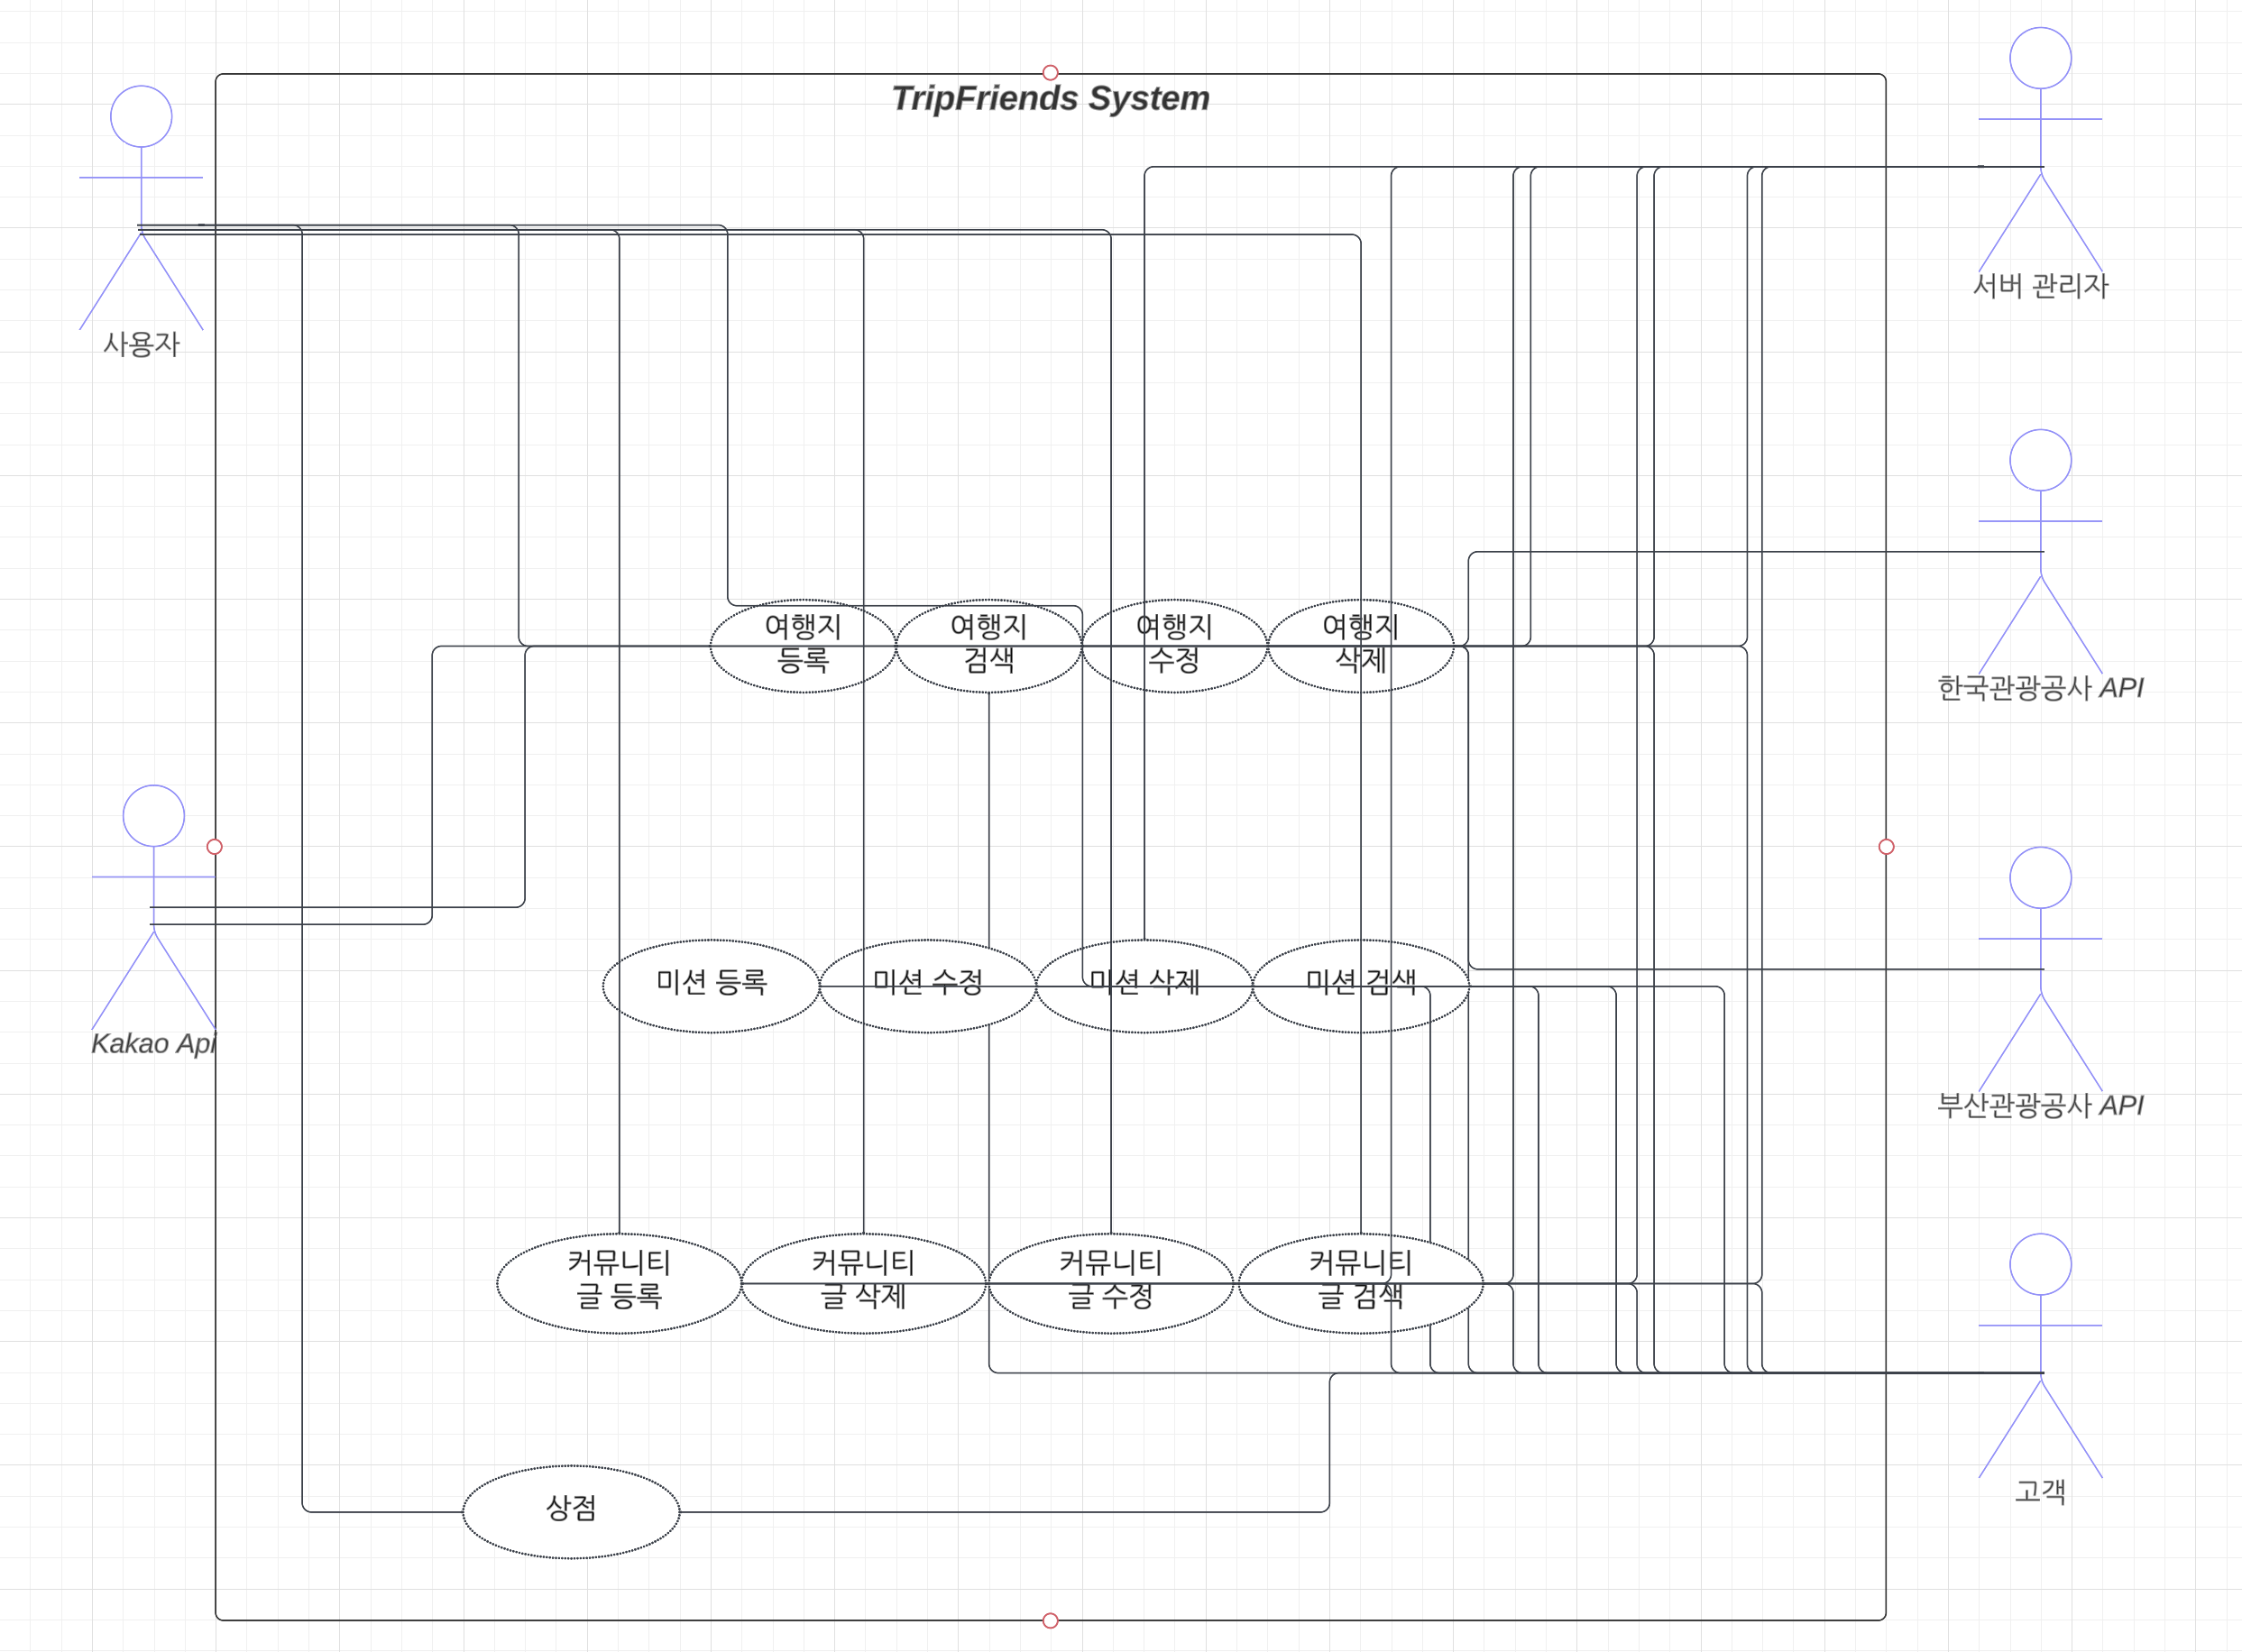 TripFriends System
사용자
서버 관리자
여행지
등록
여행지
검색
여행지
수정
여행지
삭제
한국관광공사 API
미션 등록
미션 수정
미션 삭제
미션 검색
Kakao Api
부산관광공사 API
커뮤니티
글 등록
커뮤니티
글 삭제
커뮤니티
글 수정
커뮤니티
글 검색
상점
고객